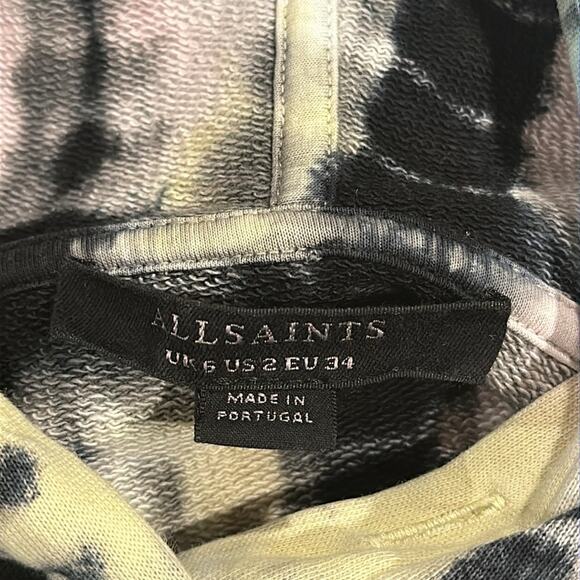 ALLSAINTS
UK 6 US 2 EU 34
MADE IN
PORTUGAL